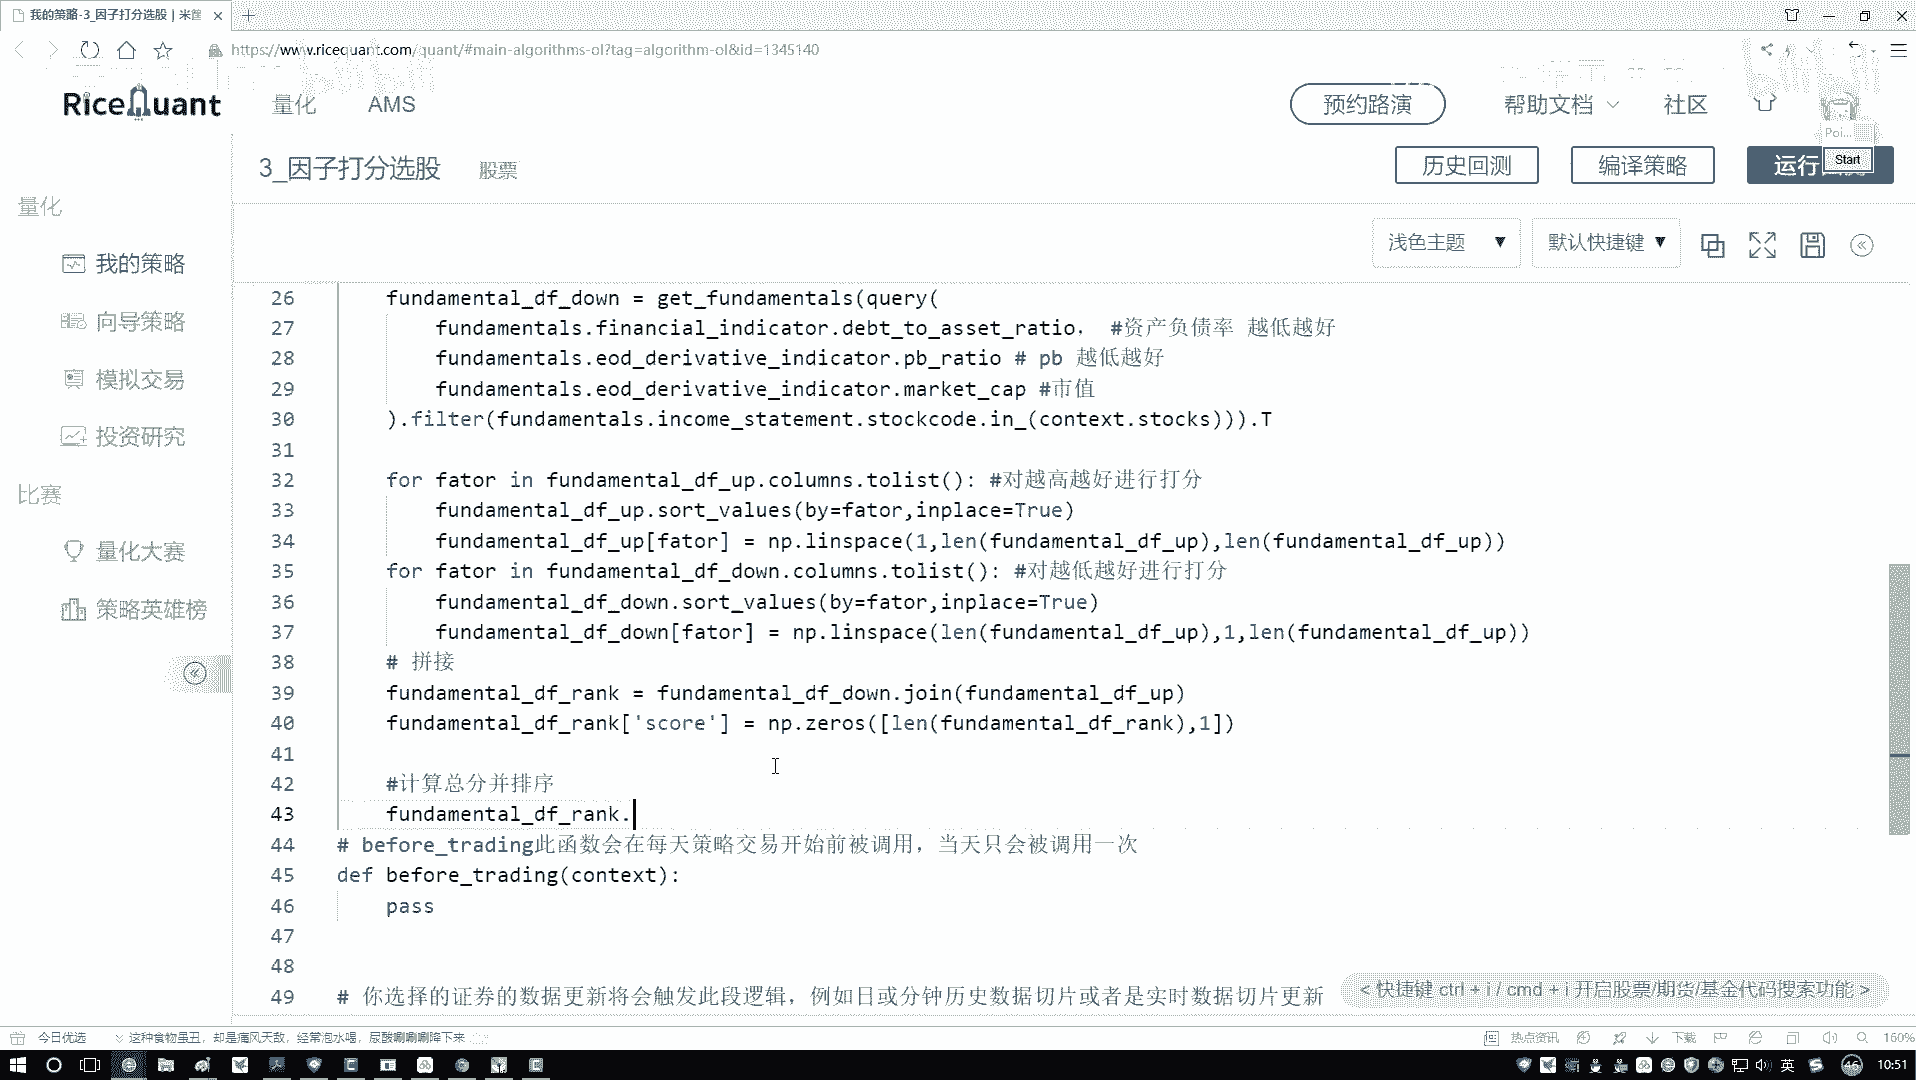 我的策略-3_因子打分选股 | 米筐
https://www.ricequant.com/quant/#main-algorithms-ol?tag=algorithm-ol&id=1345140
RiceQuant
量化
AMS
预约路演
帮助文档
社区
Poi...
Start
3_因子打分选股
股票
历史回测
编译策略
运行
量化
我的策略
向导策略
模拟交易
投资研究
比赛
量化大赛
策略英雄榜
浅色主题
默认快捷键
26 fundamental_df_down = get_fundamentals(query(
27 fundamentals.financial_indicator.debt_to_asset_ratio， #资产负债率 越低越好
28 fundamentals.eod_derivative_indicator.pb_ratio # pb 越低越好
29 fundamentals.eod_derivative_indicator.market_cap #市值
30 ).filter(fundamentals.income_statement.stockcode.in_(context.stocks))).T
31
32 for fator in fundamental_df_up.columns.tolist(): #对越高越好进行打分
33 fundamental_df_up.sort_values(by=fator,inplace=True)
34 fundamental_df_up[fator] = np.linspace(1,len(fundamental_df_up),len(fundamental_df_up))
35 for fator in fundamental_df_down.columns.tolist(): #对越低越好进行打分
36 fundamental_df_down.sort_values(by=fator,inplace=True)
37 fundamental_df_down[fator] = np.linspace(len(fundamental_df_up),1,len(fundamental_df_up))
38 # 拼接
39 fundamental_df_rank = fundamental_df_down.join(fundamental_df_up)
40 fundamental_df_rank['score'] = np.zeros([len(fundamental_df_rank),1])
41
42 #计算总分并排序
43 fundamental_df_rank.
44 # before_trading此函数会在每天策略交易开始前被调用，当天只会被调用一次
45 def before_trading(context):
46 pass
47
48
49 # 你选择的证券的数据更新将会触发此段逻辑，例如日或分钟历史数据切片或者是实时数据切片更新
< 快捷键 ctrl + i / cmd + i 开启股票/期货/基金代码搜索功能 >
今日优选
这种食物虽丑，却是痛风天敌，经常泡水喝，尿酸唰唰唰降下来
热点资讯
下载
160%
英
46
10:51